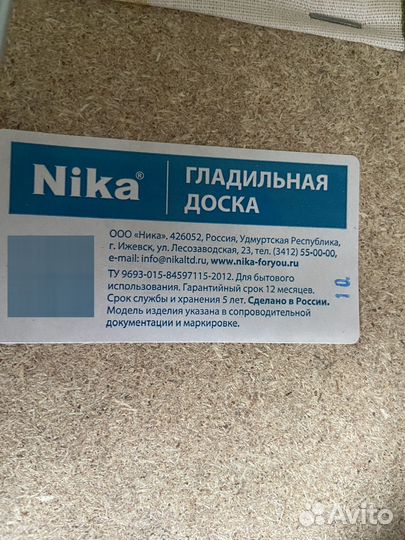 Nika®
ГЛАДИЛЬНАЯ
ДОСКА
ООО «Ника». 426052, Россия, Удмуртская Республика,
г. Ижевск, ул. Лесозаводская, 23, тел. (3412) 55-00-00,
e-mail: info@nikaltd.ru, www.nika-foryou.ru
ТУ 9693-015-84597115-2012. Для бытового
использования. Гарантийный срок 12 месяцев.
Срок службы и хранения 5 лет. Сделано в России.
Модель изделия указана в сопроводительной
документации и маркировке.
Avito